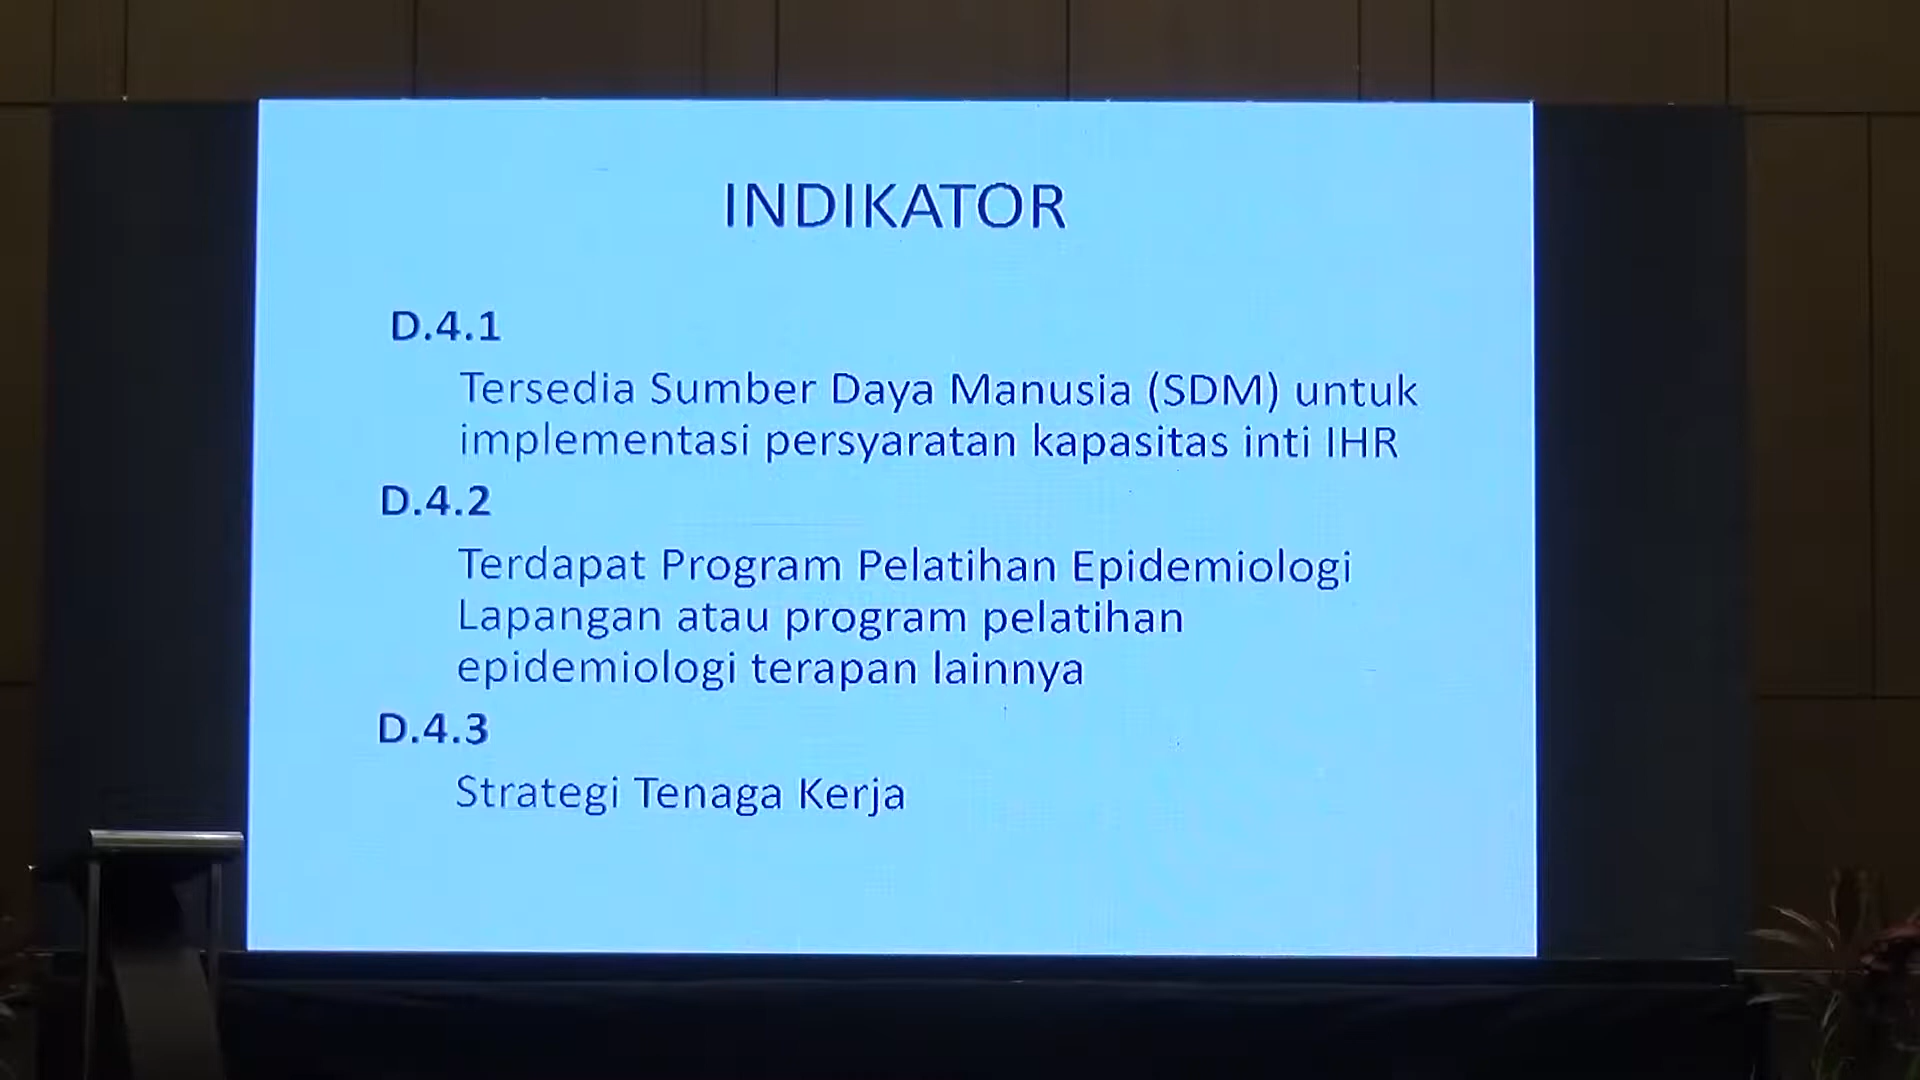 INDIKATOR
D.4.1
Tersedia Sumber Daya Manusia (SDM) untuk
implementasi persyaratan kapasitas inti IHR
D.4.2
Terdapat Program Pelatihan Epidemiologi
Lapangan atau program pelatihan
epidemiologi terapan lainnya
D.4.3
Strategi Tenaga Kerja